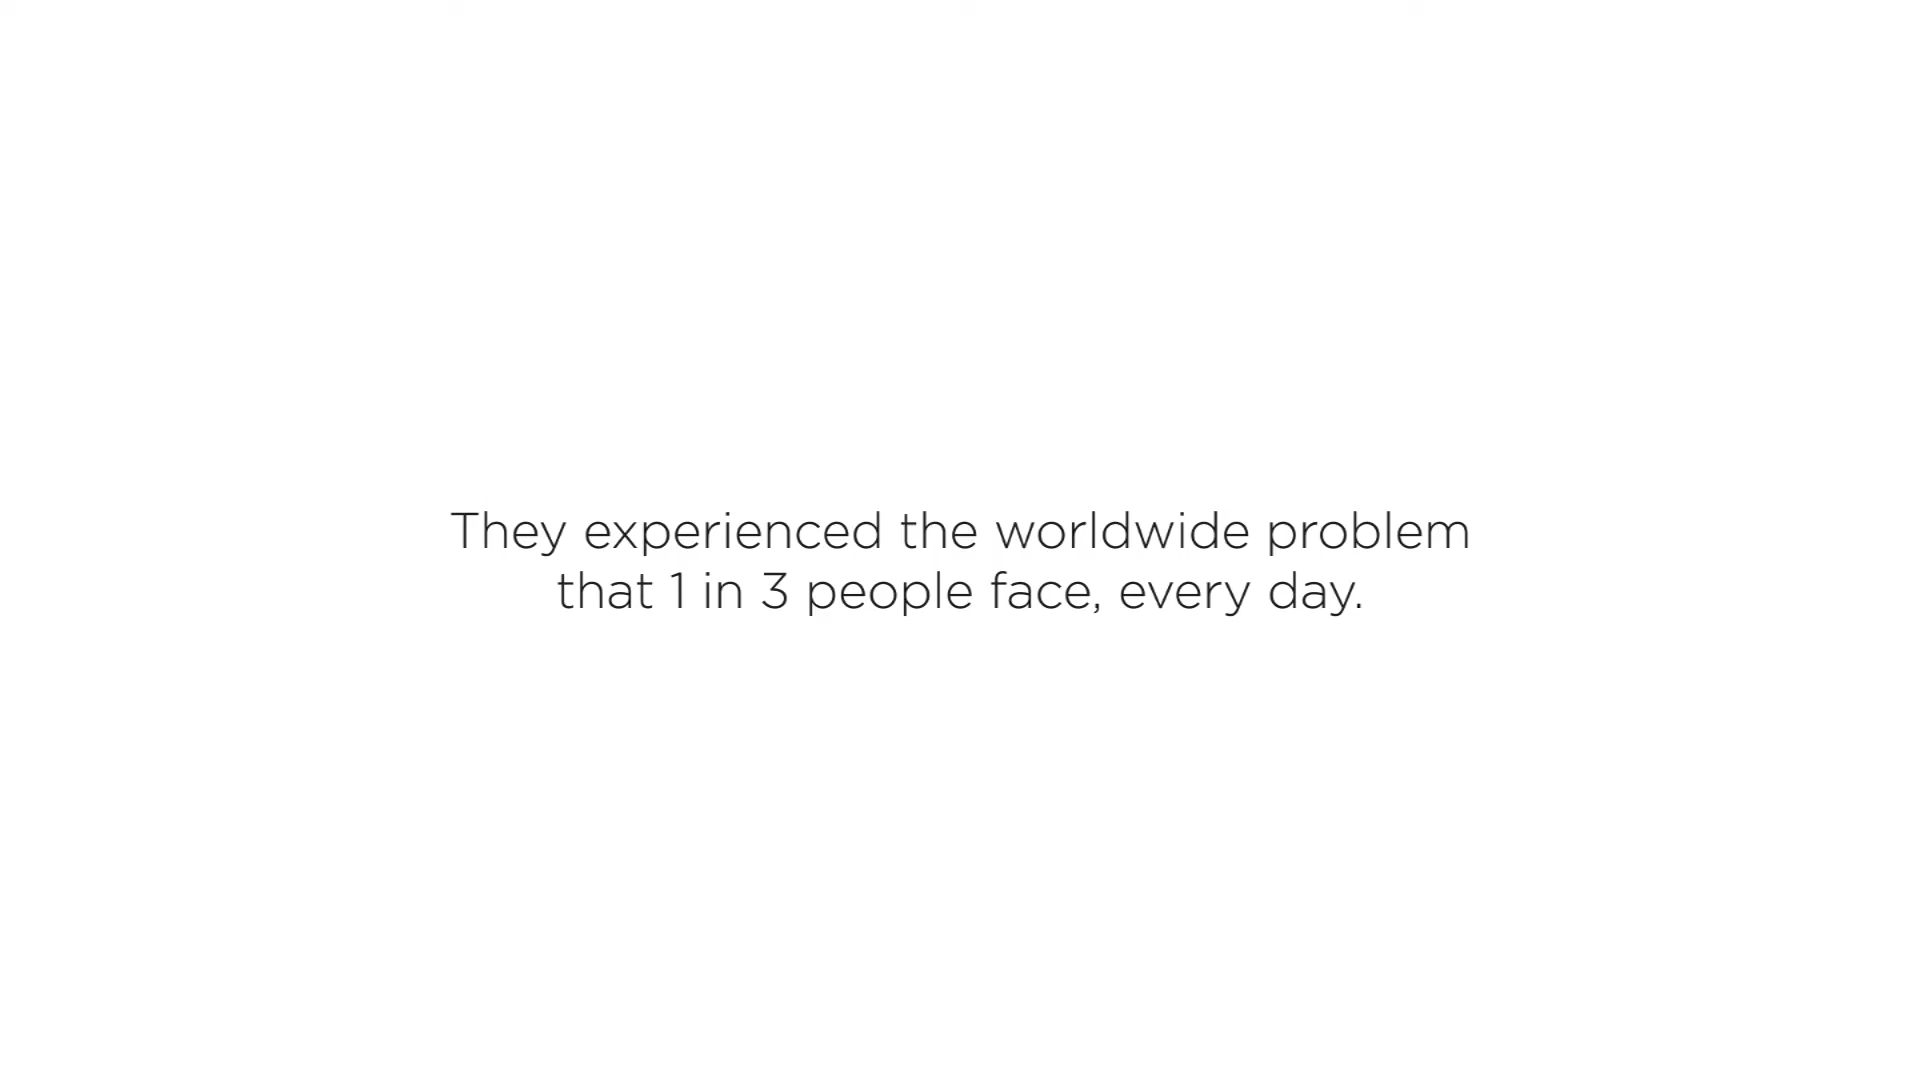 They experienced the worldwide problem
that 1 in 3 people face, every day.